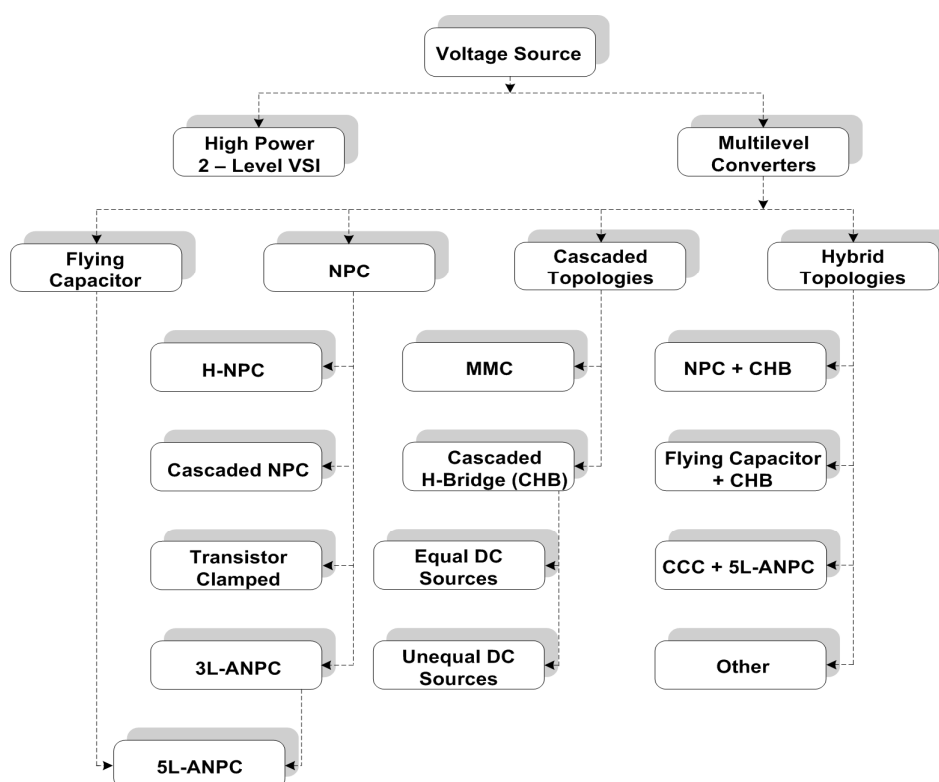 Voltage Source
High Power
2 – Level VSI
Multilevel
Converters
Flying
Capacitor
NPC
Cascaded
Topologies
Hybrid
Topologies
H-NPC
MMC
NPC + CHB
Cascaded NPC
Cascaded
H-Bridge (CHB)
Flying Capacitor
+ CHB
Transistor
Clamped
Equal DC
Sources
CCC + 5L-ANPC
3L-ANPC
Unequal DC
Sources
Other
5L-ANPC